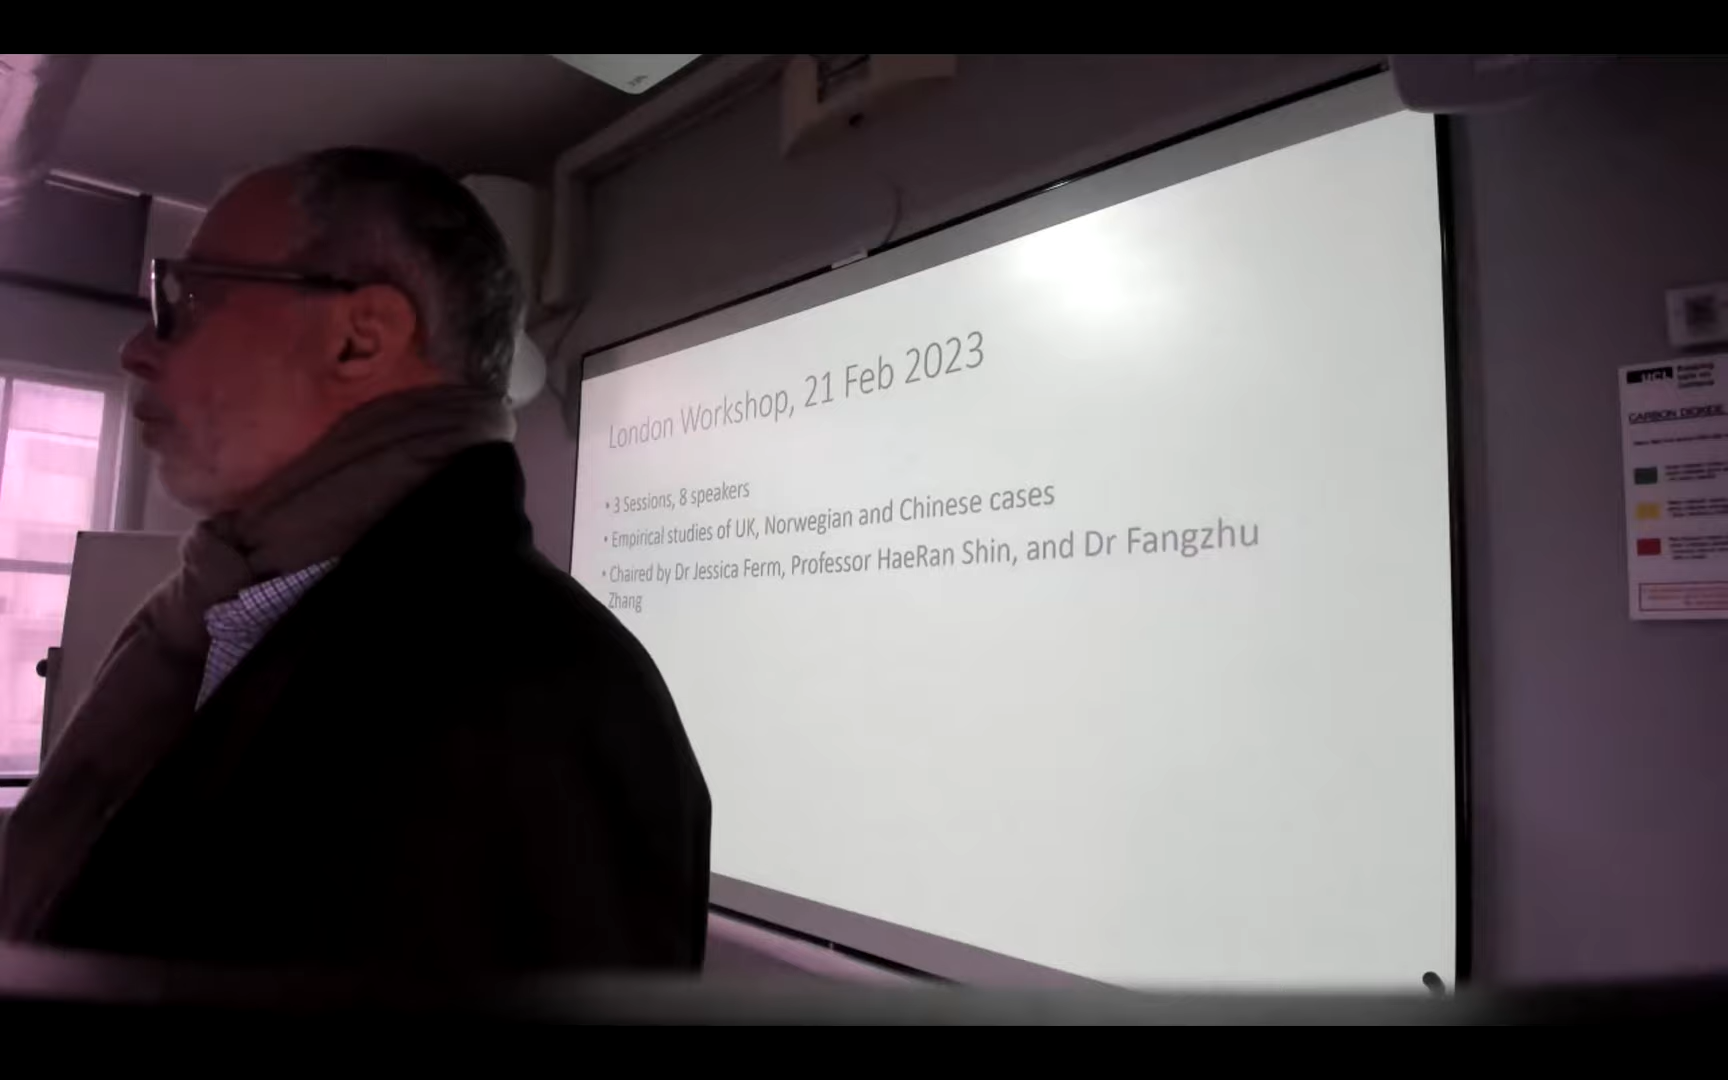 London Workshop, 21 Feb 2023
• 3 Sessions, 8 speakers
• Empirical studies of UK, Norwegian and Chinese cases
• Chaired by Dr Jessica Ferm, Professor HaeRan Shin, and Dr Fangzhu
Zhang
UCL
CARBON DIOXIDE